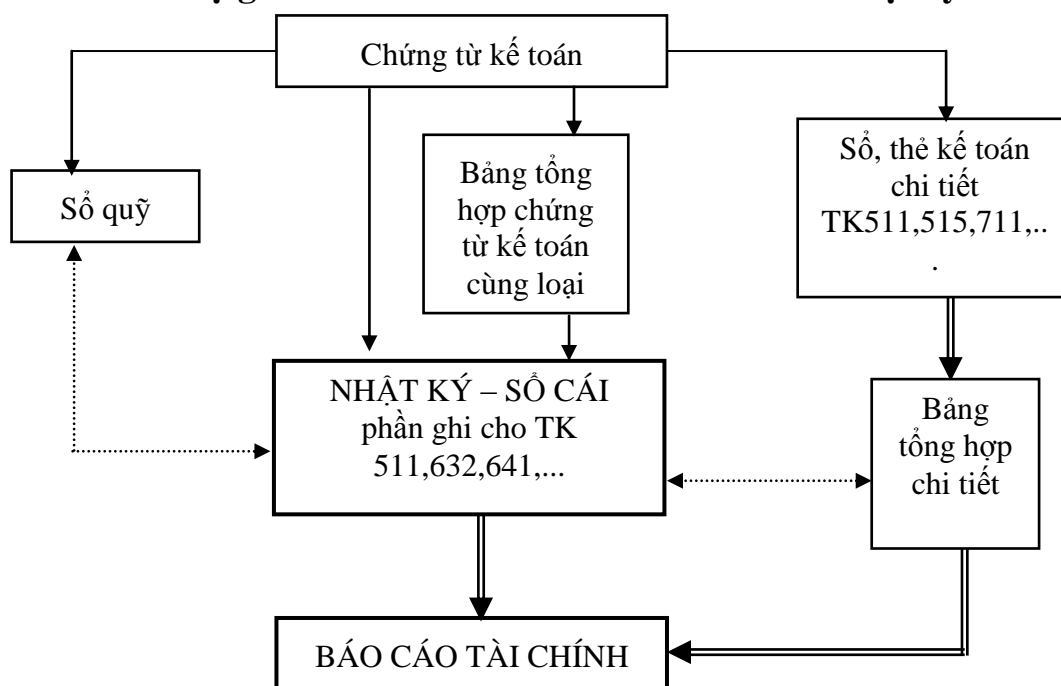 Chứng từ kế toán
Sổ quỹ
Bảng tổng
hợp chứng
từ kế toán
cùng loại
Sổ, thẻ kế toán
chi tiết
TK511,515,711,..
.
NHẬT KÝ – SỔ CÁI
phần ghi cho TK
511,632,641,...
Bảng
tổng hợp
chi tiết
BÁO CÁO TÀI CHÍNH